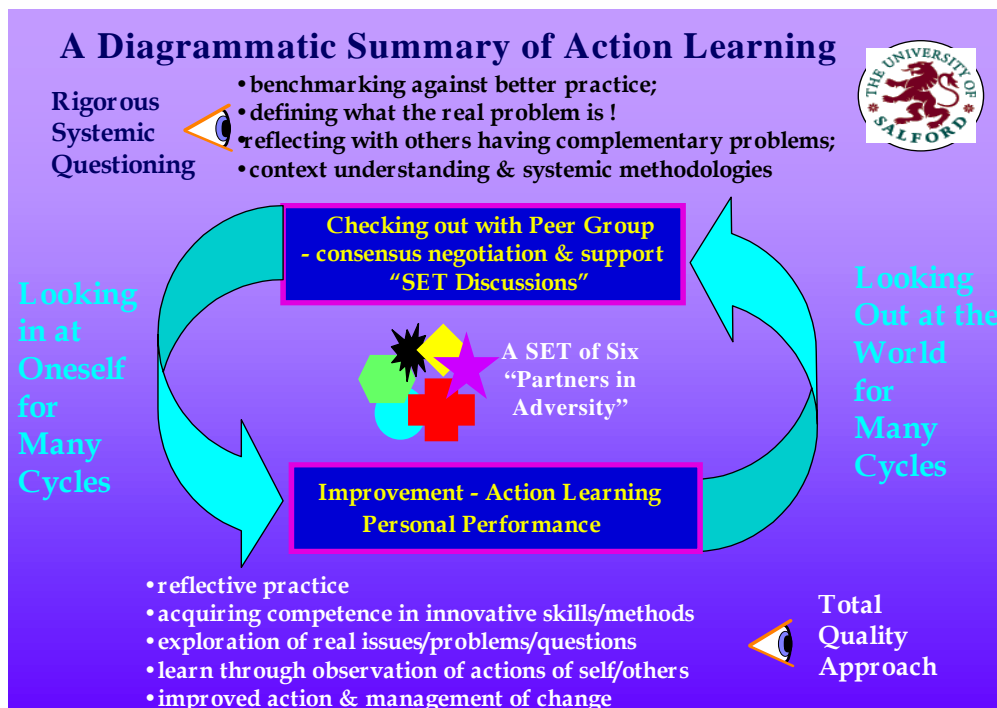 A Diagrammatic Summary of Action Learning
Rigorous
Systemic
Questioning
•benchmarking against better practice;
•defining what the real problem is !
•reflecting with others having complementary problems;
•context understanding & systemic methodologies
THE UNIVERSITY OF
SALFORD
Checking out with Peer Group
- consensus negotiation & support
“SET Discussions”
Looking
in at
Oneself
for
Many
Cycles
A SET of Six
“Partners in
Adversity”
Looking
Out at the
World
for
Many
Cycles
Improvement - Action Learning
Personal Performance
•reflective practice
•acquiring competence in innovative skills/methods
•exploration of real issues/problems/questions
•learn through observation of actions of self/others
•improved action & management of change
Total
Quality
Approach